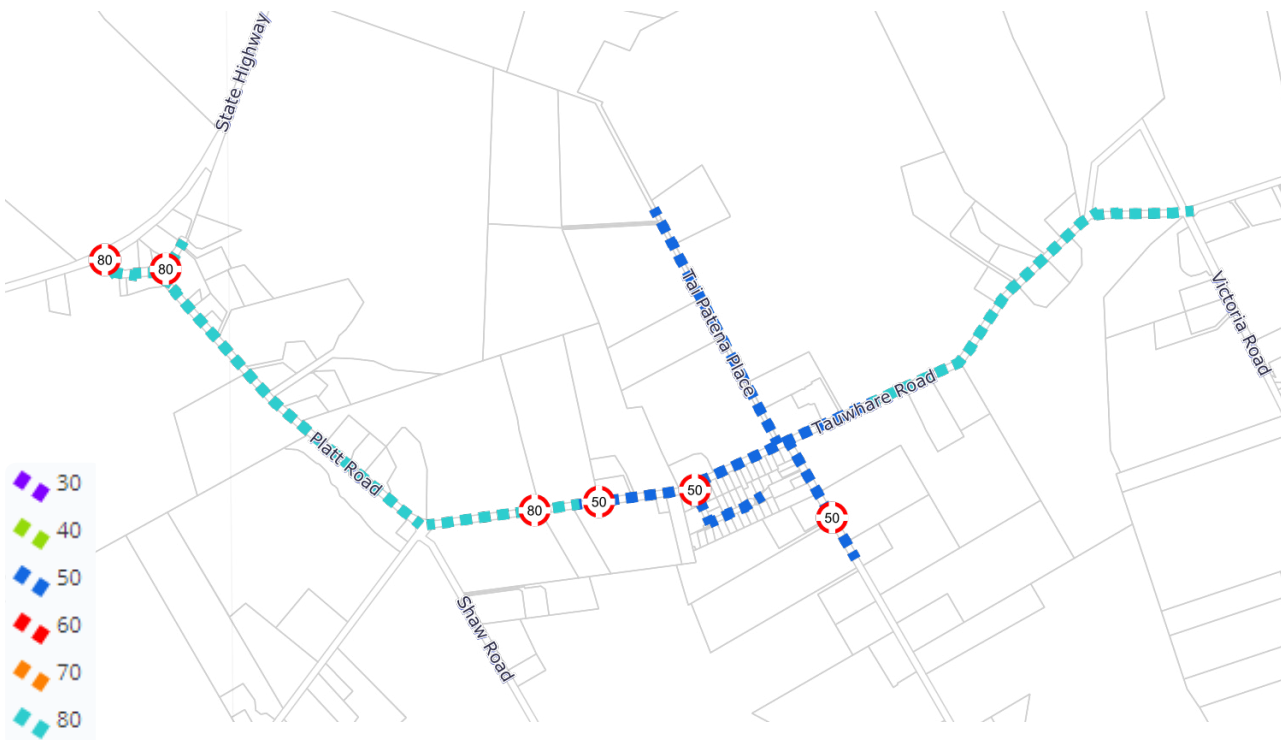 State Highway
80
80
Tai Patena Place
Victoria Road
Tauwhare Road
Platt Road
80
50
50
50
Shaw Road
30
40
50
60
70
80